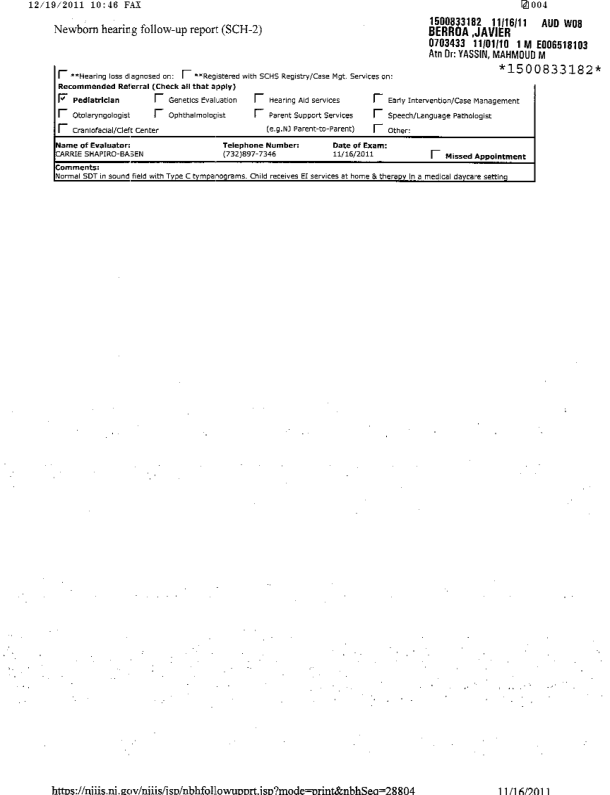 12/19/2011 10:46 FAX 004
Newborn hearing follow-up report (SCH-2)
1500833182 11/16/11 AUD W08
BERROA ,JAVIER
0703433 11/01/10 1 M E006518103
Atn Dr: YASSIN, MAHMOUD M
*1500833182*
**Hearing loss diagnosed on: **Registered with SCHS Registry/Case Mgt. Services on:
Recommended Referral (Check all that apply)
Pediatrician Genetics Evaluation Hearing Aid services Early Intervention/Case Management
Otolaryngologist Ophthalmologist Parent Support Services Speech/Language Pathologist
Craniofacial/Cleft Center (e.g.NJ Parent-to-Parent) Other:
Name of Evaluator: Telephone Number: Date of Exam:
CARRIE SHAPIRO-BASEN (732)897-7346 11/16/2011 Missed Appointment
Comments:
Normal SDT in sound field with Type C tympanograms. Child receives EI services at home & therapy in a medical daycare setting
https://njiis.nj.gov/njiis/jsp/nbhfollowupprt.jsp?mode=print&nbhSeq=28804 11/16/2011